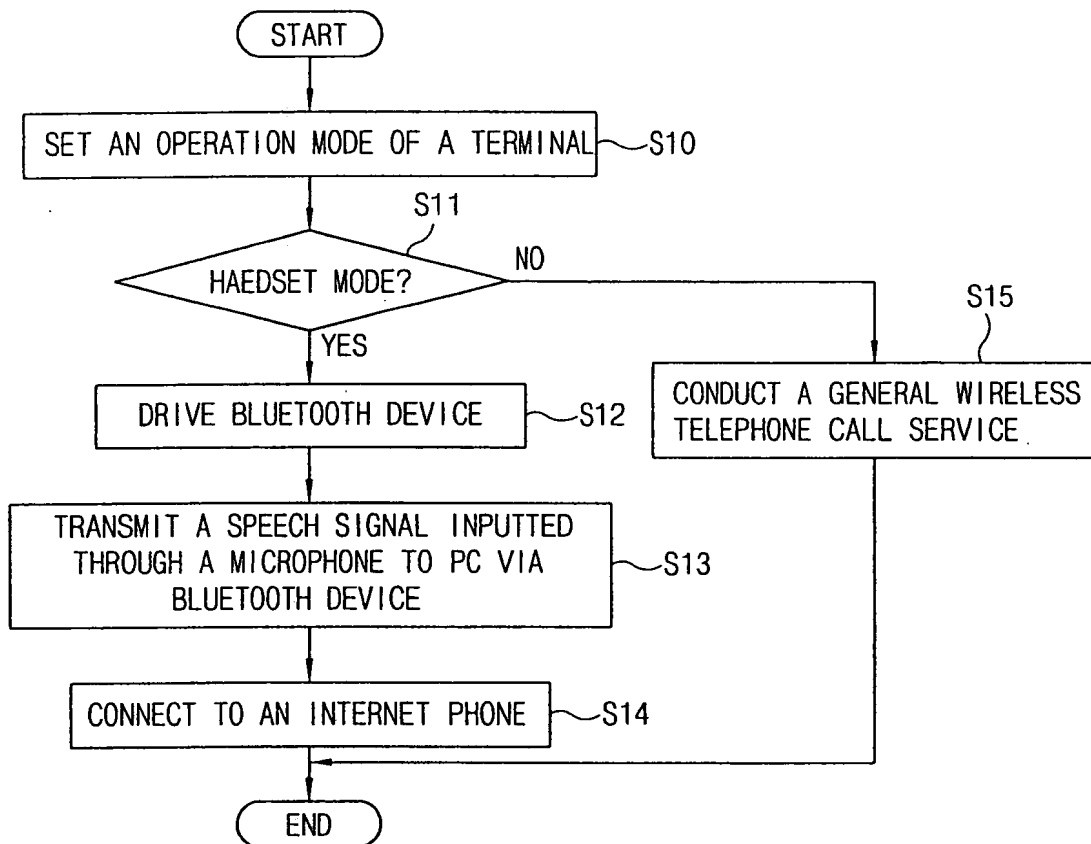 START
SET AN OPERATION MODE OF A TERMINAL
S10
S11
HAEDSET MODE?
NO
YES
S15
DRIVE BLUETOOTH DEVICE
S12
CONDUCT A GENERAL WIRELESS
TELEPHONE CALL SERVICE
TRANSMIT A SPEECH SIGNAL INPUTTED
THROUGH A MICROPHONE TO PC VIA
BLUETOOTH DEVICE
S13
CONNECT TO AN INTERNET PHONE
S14
END